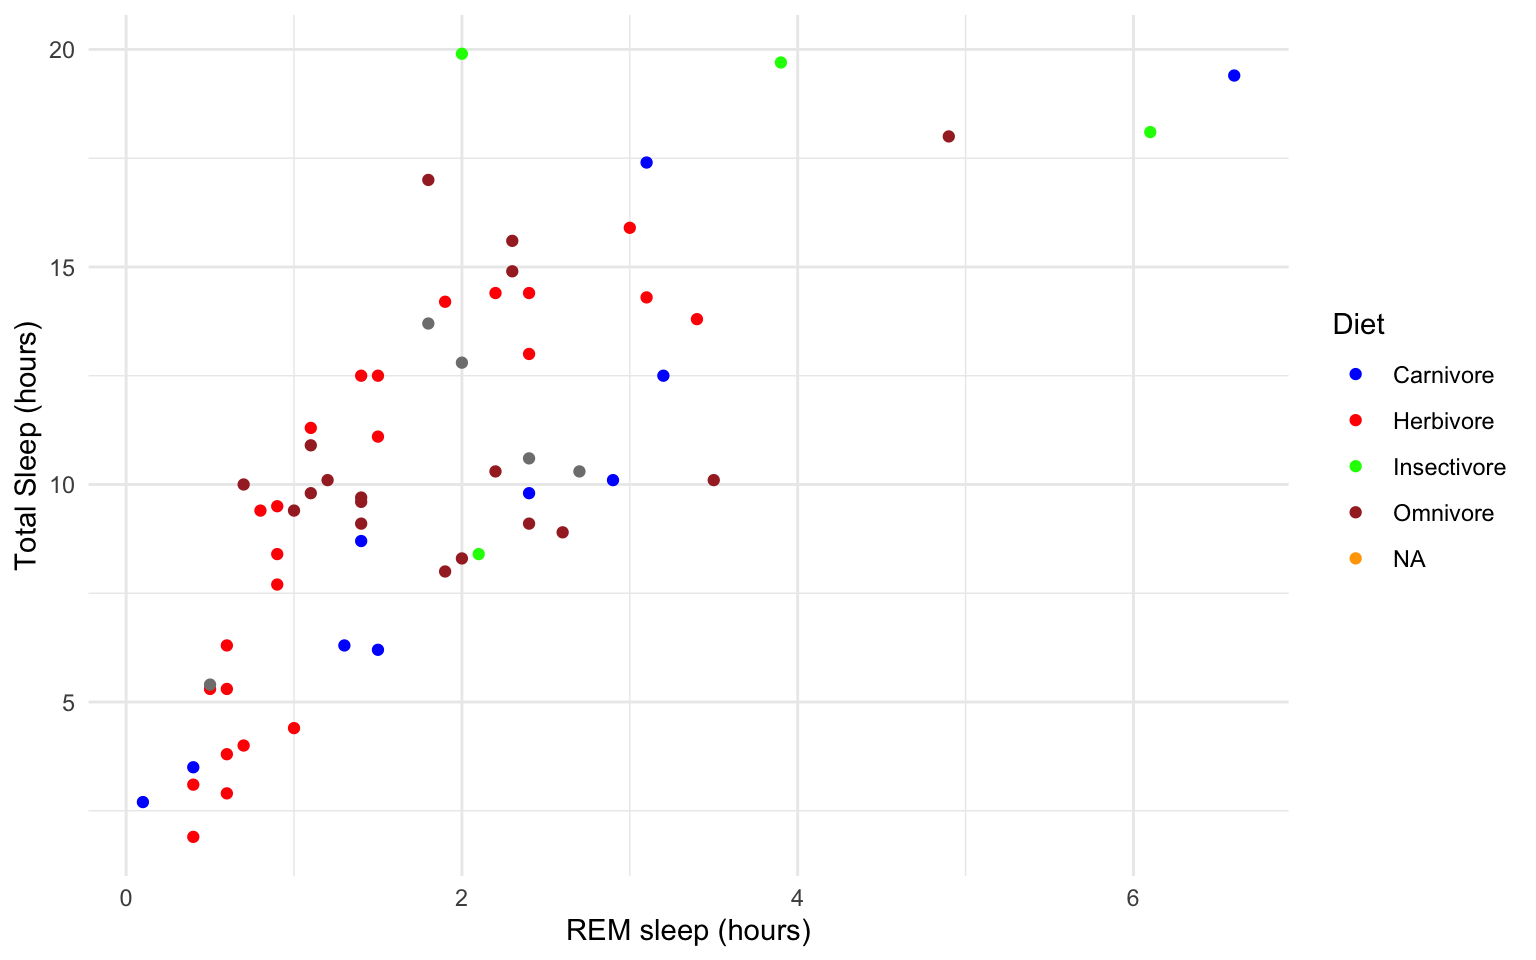 20
15
10
5
0
2
4
6
REM sleep (hours)
Total Sleep (hours)
Diet
Carnivore
Herbivore
Insectivore
Omnivore
NA